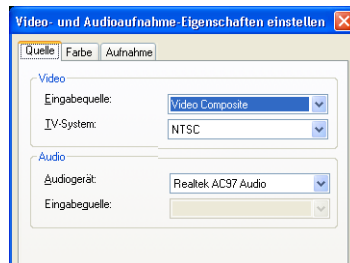 Video- und Audioaufnahme-Eigenschaften einstellen
Quelle Farbe Aufnahme
Video
Eingabequelle: Video Composite
TV-System: NTSC
Audio
Audiogerät: Realtek AC97 Audio
Eingabeguelle: